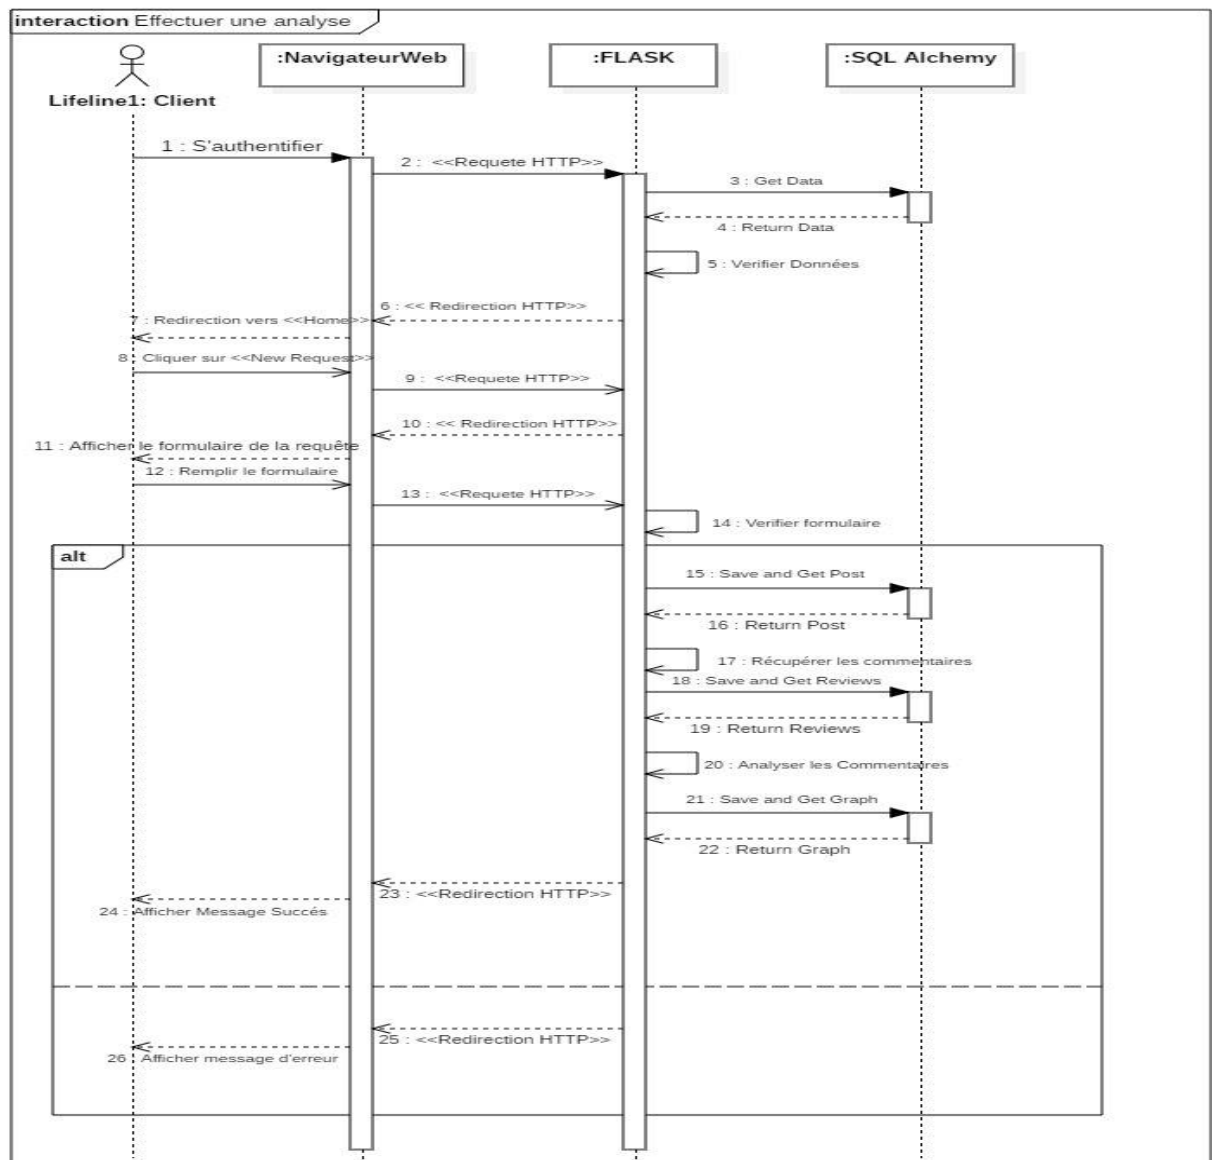 interaction Effectuer une analyse
:NavigateurWeb
:FLASK
:SQL Alchemy
Lifeline1: Client
1 : S'authentifier
2 : <<Requete HTTP>>
3 : Get Data
4 : Return Data
5 : Verifier Données
6 : << Redirection HTTP>>
7 : Redirection vers <<Home>>
8 : Cliquer sur <<New Request>>
9 : <<Requete HTTP>>
10 : << Redirection HTTP>>
11 : Afficher le formulaire de la requête
12 : Remplir le formulaire
13 : <<Requete HTTP>>
14 : Verifier formulaire
alt
15 : Save and Get Post
16 : Return Post
17 : Récupérer les commentaires
18 : Save and Get Reviews
19 : Return Reviews
20 : Analyser les Commentaires
21 : Save and Get Graph
22 : Return Graph
23 : <<Redirection HTTP>>
24 : Afficher Message Succés
25 : <<Redirection HTTP>>
26 : Afficher message d'erreur